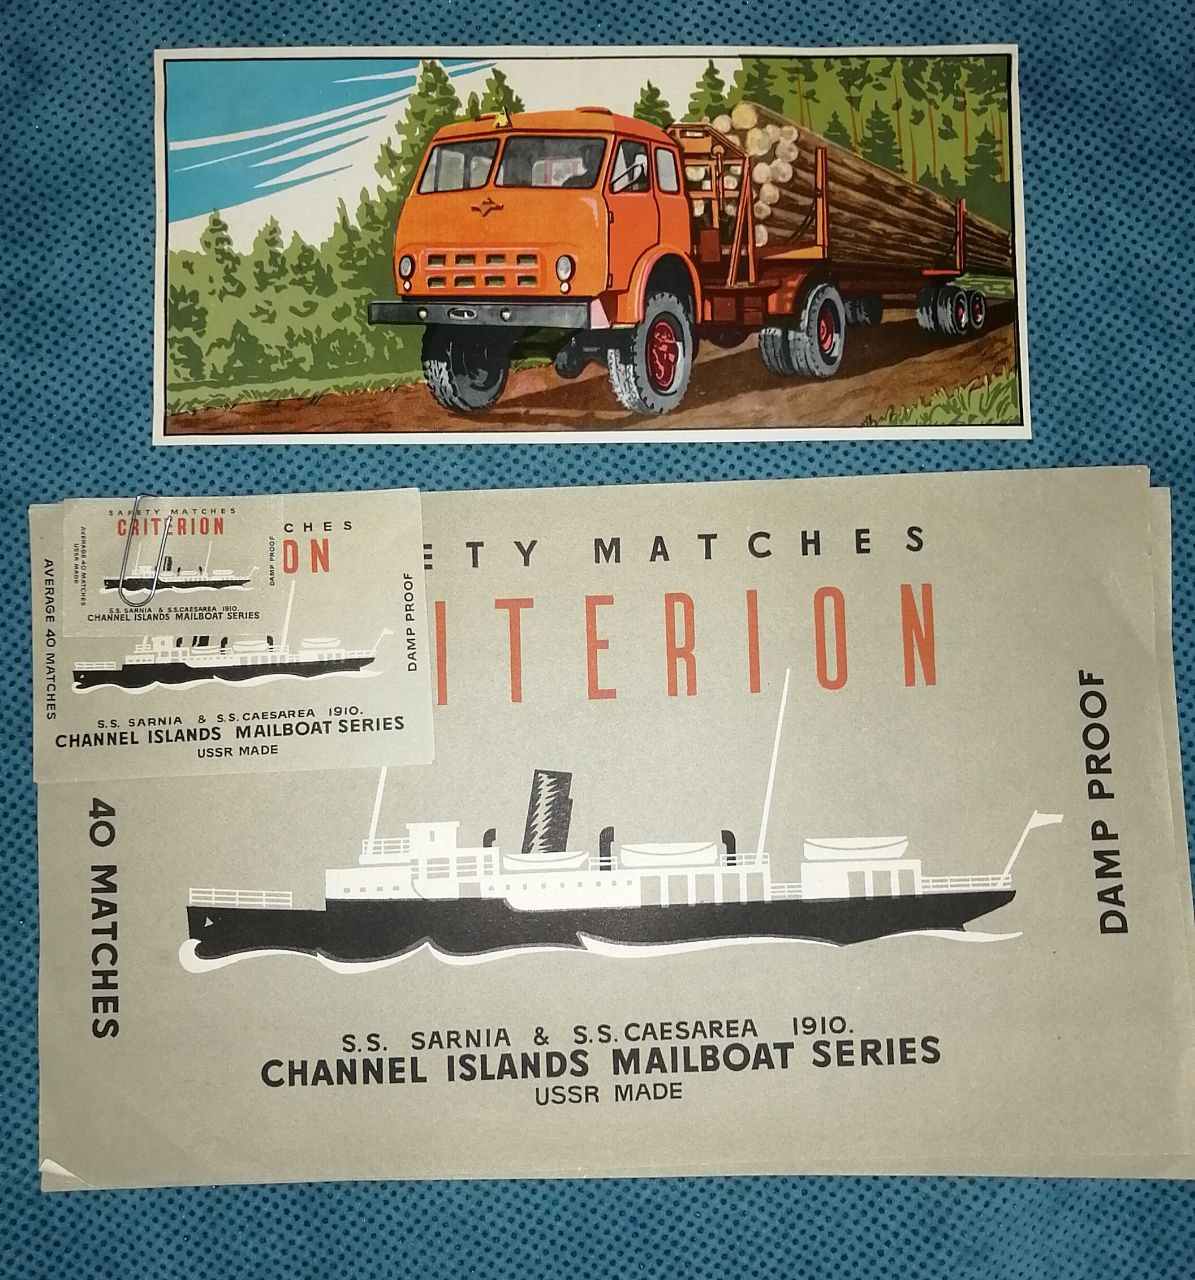 SAFETY MATCHES
CRITERION
AVERAGE 40 MATCHES
USSR MADE
DAMP PROOF
S.S. SARNIA & S.S.CAESAREA 1910
CHANNEL ISLANDS MAILBOAT SERIES
CHES
ON
AVERAGE 40 MATCHES
DAMP PROOF
S.S. SARNIA & S.S.CAESAREA 1910.
CHANNEL ISLANDS MAILBOAT SERIES
USSR MADE
ETY MATCHES
ITERION
40 MATCHES
DAMP PROOF
S.S. SARNIA & S.S.CAESAREA 1910.
CHANNEL ISLANDS MAILBOAT SERIES
USSR MADE